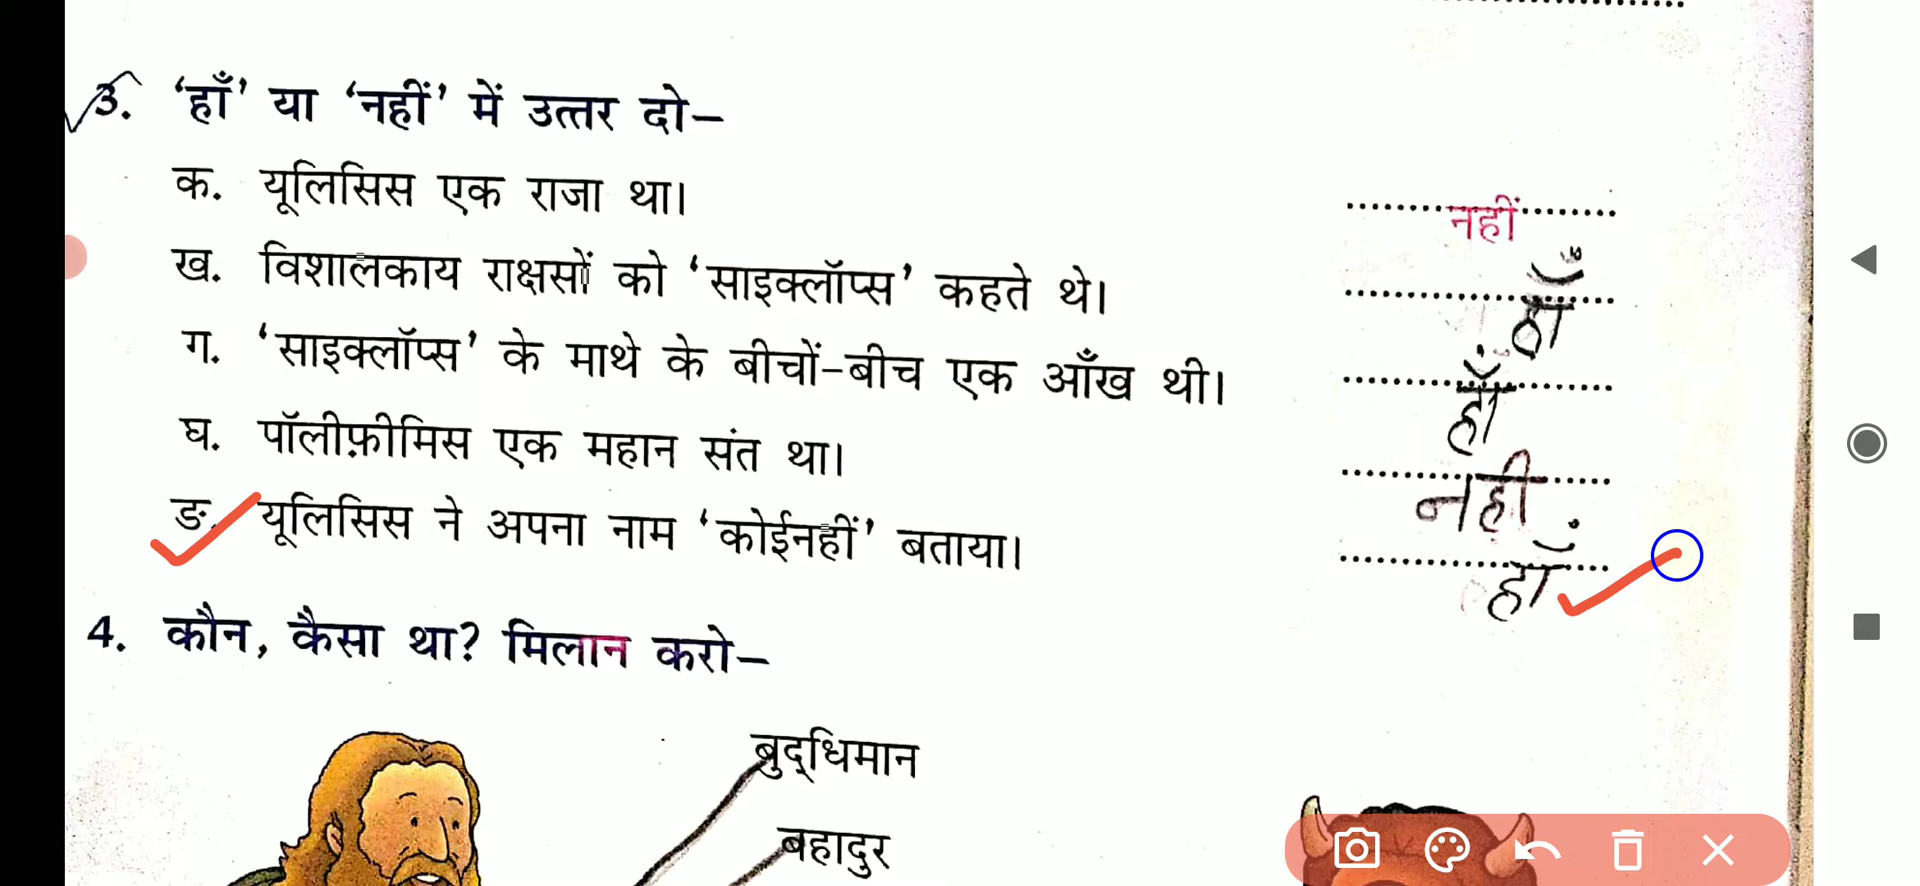 3. ‘हाँ’ या ‘नहीं’ में उत्तर दो–
क. यूलिसिस एक राजा था। नहीं
ख. विशालकाय राक्षसों को ‘साइक्लॉप्स’ कहते थे। हाँ
ग. ‘साइक्लॉप्स’ के माथे के बीचों-बीच एक आँख थी। हाँ
घ. पॉलीफ़ीमिस एक महान संत था। नही
ङ. यूलिसिस ने अपना नाम ‘कोईनहीं’ बताया। हाँ
4. कौन, कैसा था? मिलान करो–
बुद्धिमान
बहादुर